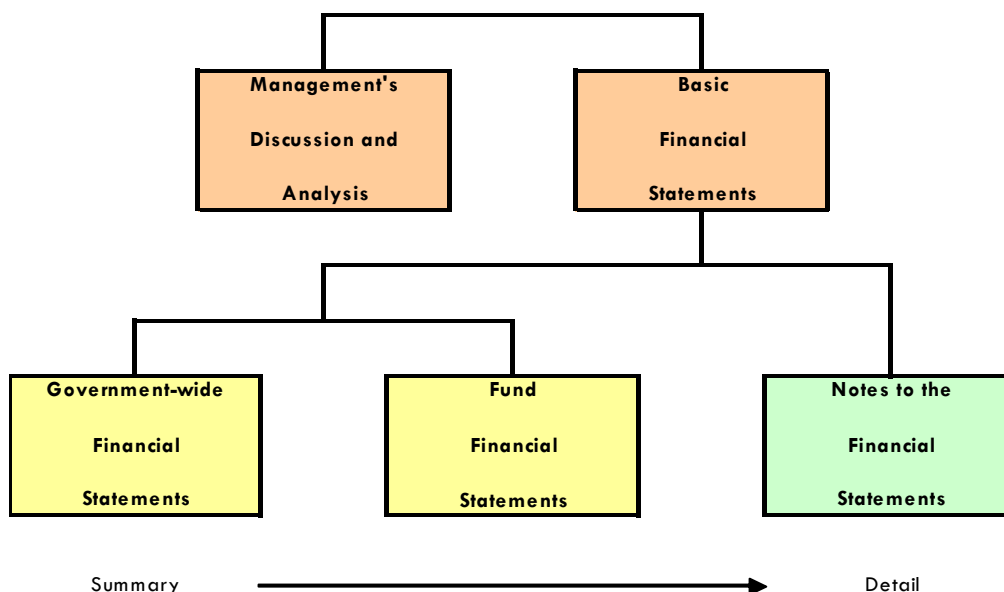 Management's
Discussion and
Analysis
Basic
Financial
Statements
Government-wide
Financial
Statements
Fund
Financial
Statements
Notes to the
Financial
Statements
Summary
Detail